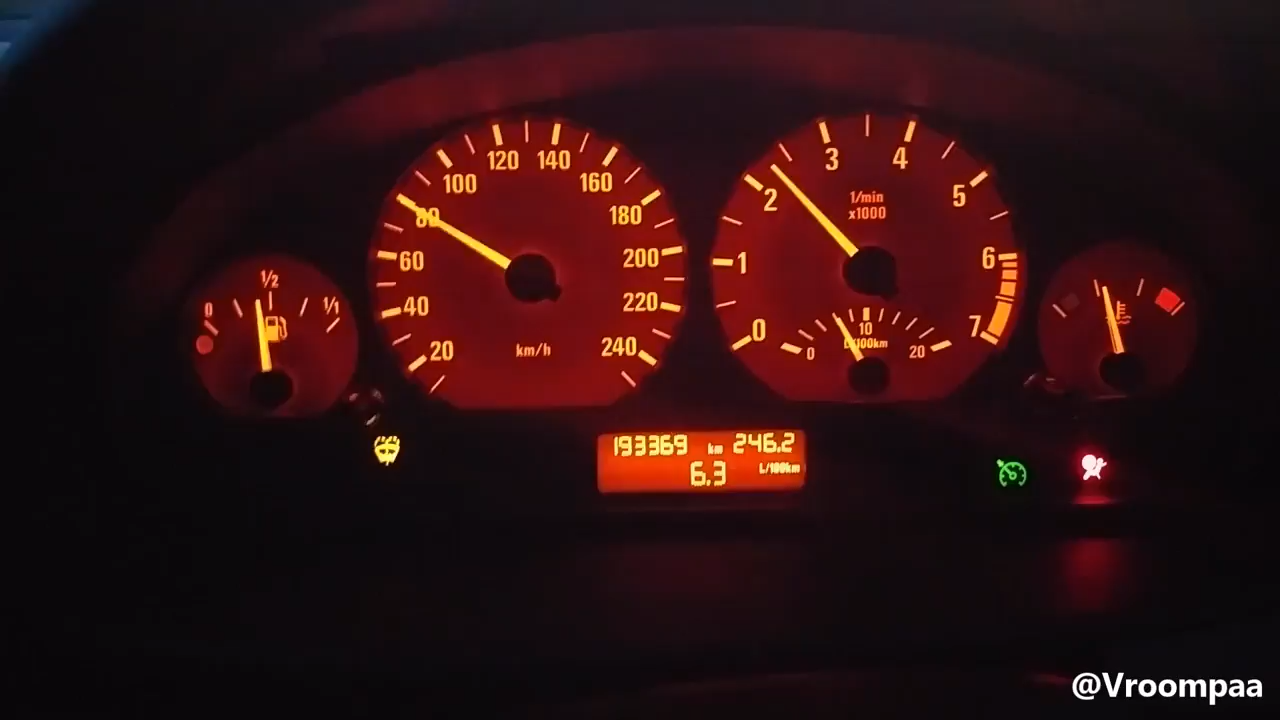 120 140
100 160
80 180
60 200
40 220
20 240
km/h
3 4
2 5
1/min
x1000
1 6
0 7
10
L/100km
0 20
1/2
0 1/1
193369 km 246.2
6.3 L/100km
@Vroompaa